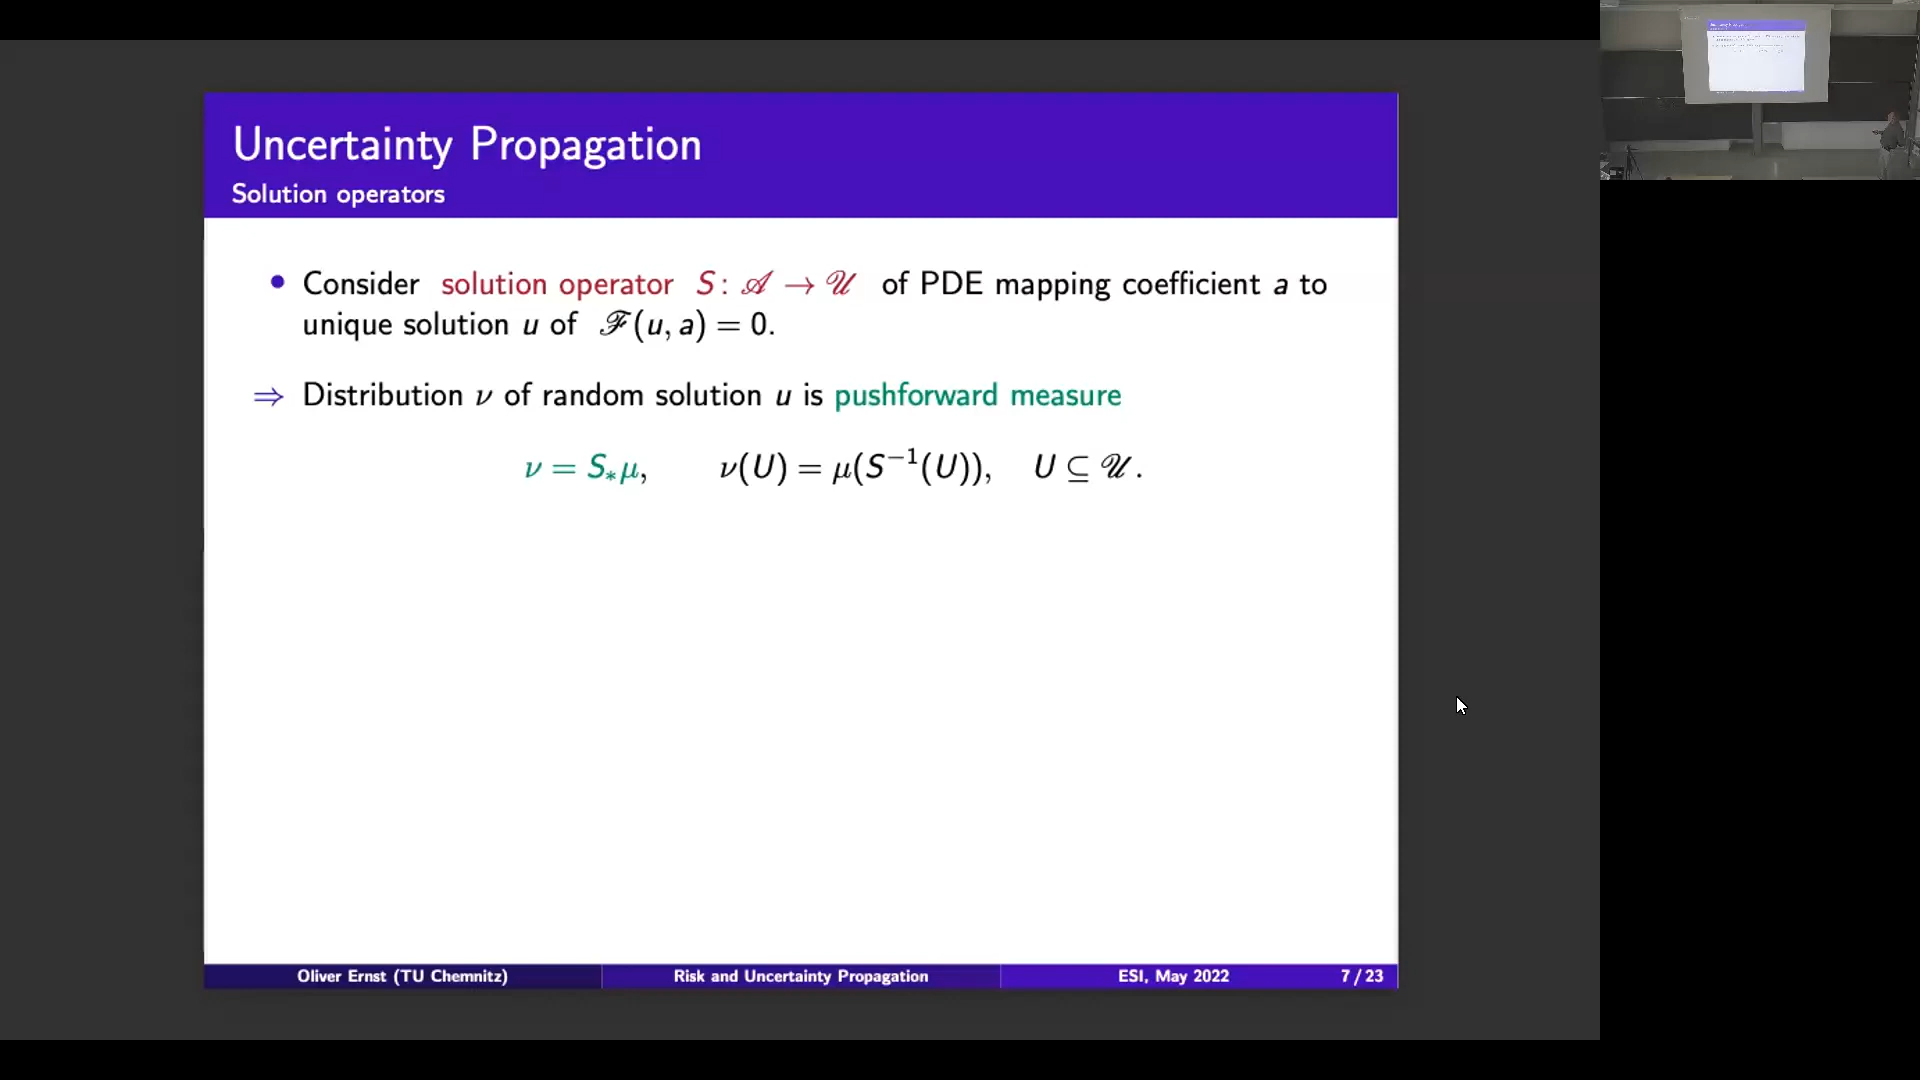 Uncertainty Propagation
Solution operators
• Consider solution operator S: 𝒜 → 𝒰 of PDE mapping coefficient a to
unique solution u of ℱ(u, a) = 0.
⇒ Distribution ν of random solution u is pushforward measure
ν = S∗μ, ν(U) = μ(S⁻¹(U)), U ⊆ 𝒰.
Oliver Ernst (TU Chemnitz) Risk and Uncertainty Propagation ESI, May 2022 7 / 23